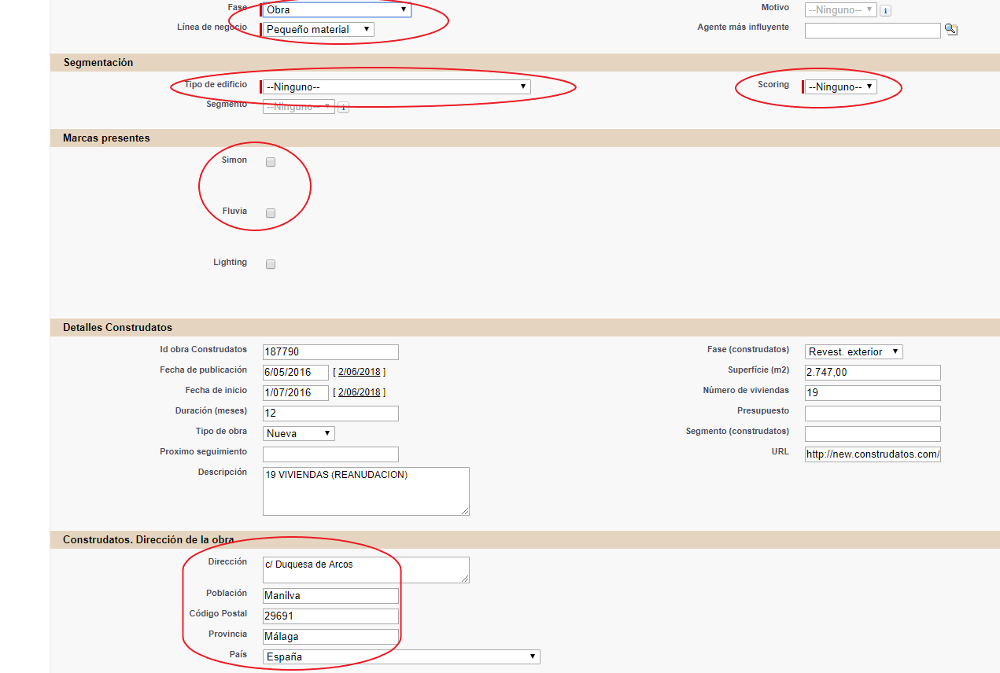 Fase Obra Motivo --Ninguno--
Línea de negocio Pequeño material Agente más influyente
Segmentación
Tipo de edificio --Ninguno-- Scoring --Ninguno--
Segmento --Ninguno--
Marcas presentes
Simon
Fluvia
Lighting
Detalles Construdatos
Id obra Construdatos 187790 Fase (construdatos) Revest. exterior
Fecha de publicación 6/05/2016 [ 2/06/2018 ] Superfície (m2) 2.747,00
Fecha de inicio 1/07/2016 [ 2/06/2018 ] Número de viviendas 19
Duración (meses) 12 Presupuesto
Tipo de obra Nueva Segmento (construdatos)
Proximo seguimiento URL http://new.construdatos.com/
Descripción 19 VIVIENDAS (REANUDACION)
Construdatos. Dirección de la obra
Dirección c/ Duquesa de Arcos
Población Manilva
Código Postal 29691
Provincia Málaga
País España